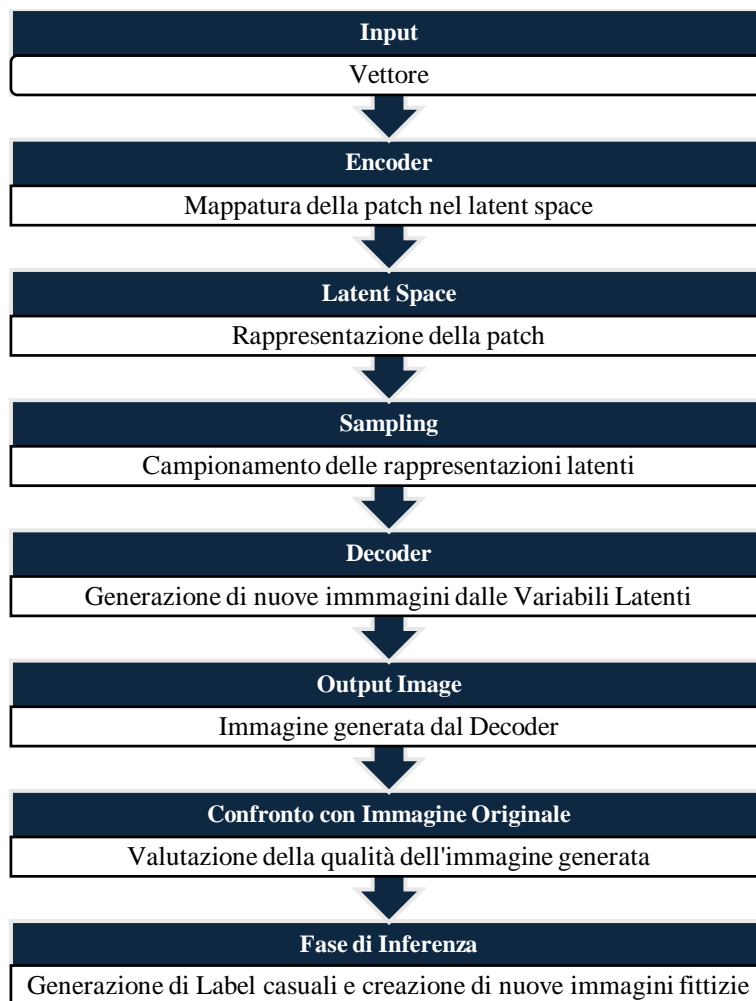 Input
Vettore
Encoder
Mappatura della patch nel latent space
Latent Space
Rappresentazione della patch
Sampling
Campionamento delle rappresentazioni latenti
Decoder
Generazione di nuove immmagini dalle Variabili Latenti
Output Image
Immagine generata dal Decoder
Confronto con Immagine Originale
Valutazione della qualità dell'immagine generata
Fase di Inferenza
Generazione di Label casuali e creazione di nuove immagini fittizie